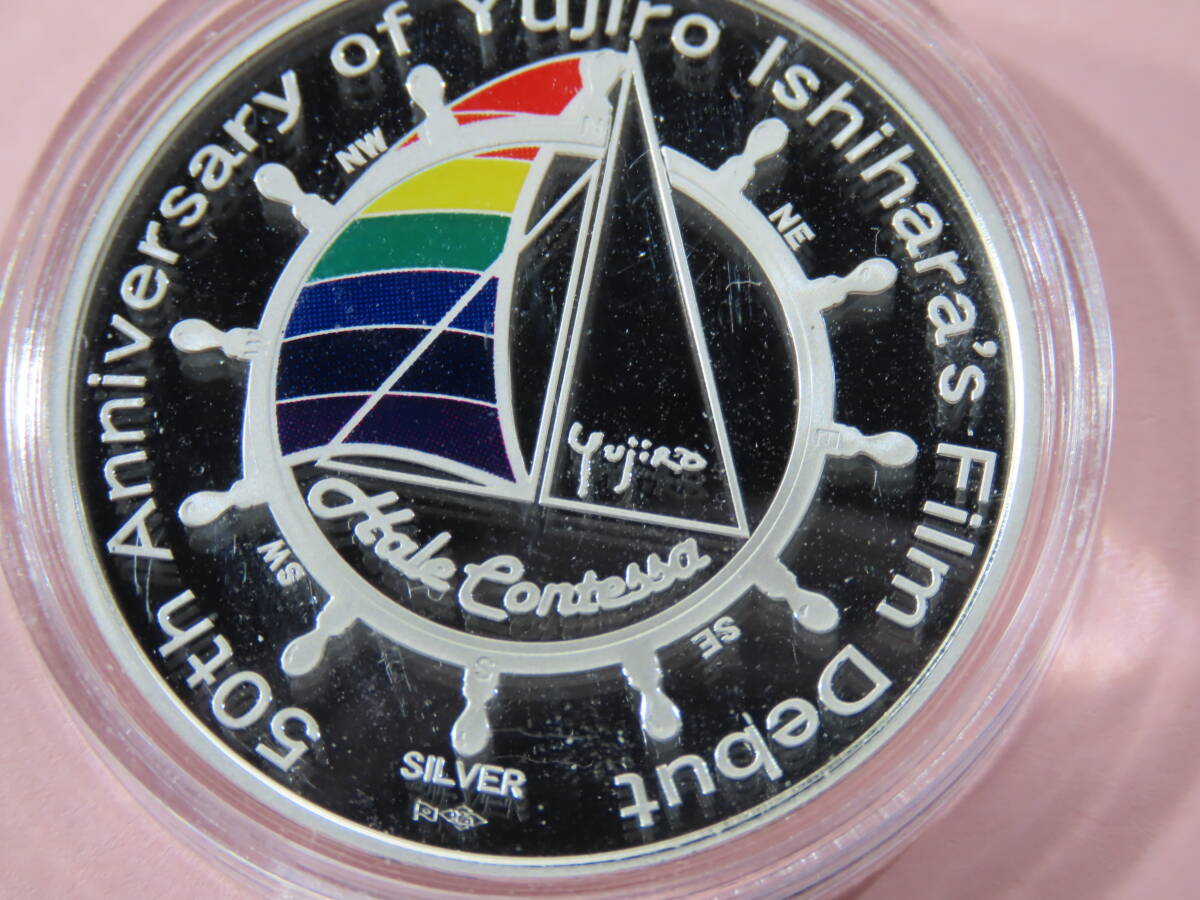 50th Anniversary of Yujiro Ishihara's Film Debut
N
NW
NE
W
E
Yujiro
Hale Contessa
SW
SE
S
SILVER